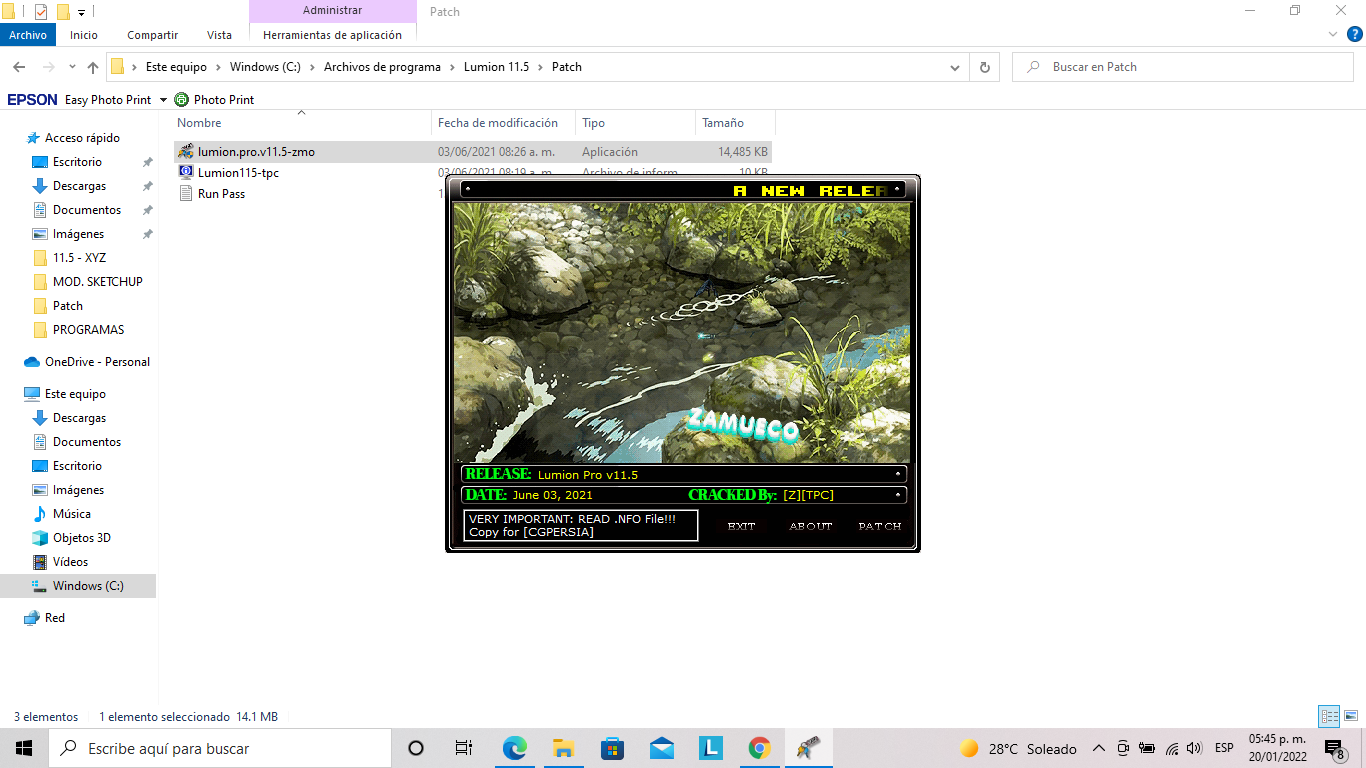 Administrar
Patch
Archivo
Inicio
Compartir
Vista
Herramientas de aplicación
Este equipo
Windows (C:)
Archivos de programa
Lumion 11.5
Patch
Buscar en Patch
EPSON
Easy Photo Print
Photo Print
Nombre
Fecha de modificación
Tipo
Tamaño
Acceso rápido
Escritorio
Descargas
Documentos
Imágenes
11.5 - XYZ
MOD. SKETCHUP
Patch
PROGRAMAS
OneDrive - Personal
Este equipo
Descargas
Documentos
Escritorio
Imágenes
Música
Objetos 3D
Vídeos
Windows (C:)
Red
lumion.pro.v11.5-zmo
03/06/2021 08:26 a. m.
Aplicación
14,485 KB
Lumion115-tpc
03/06/2021 08:19 a. m.
Archivo de inform
10 KB
Run Pass
1
A NEW RELEA
ZAMUECO
RELEASE: Lumion Pro v11.5
DATE: June 03, 2021
CRACKED By: [Z][TPC]
VERY IMPORTANT: READ .NFO File!!!
Copy for [CGPERSIA]
EXIT
ABOUT
PATCH
3 elementos
1 elemento seleccionado
14.1 MB
Escribe aquí para buscar
28°C Soleado
ESP
05:45 p. m.
20/01/2022
8